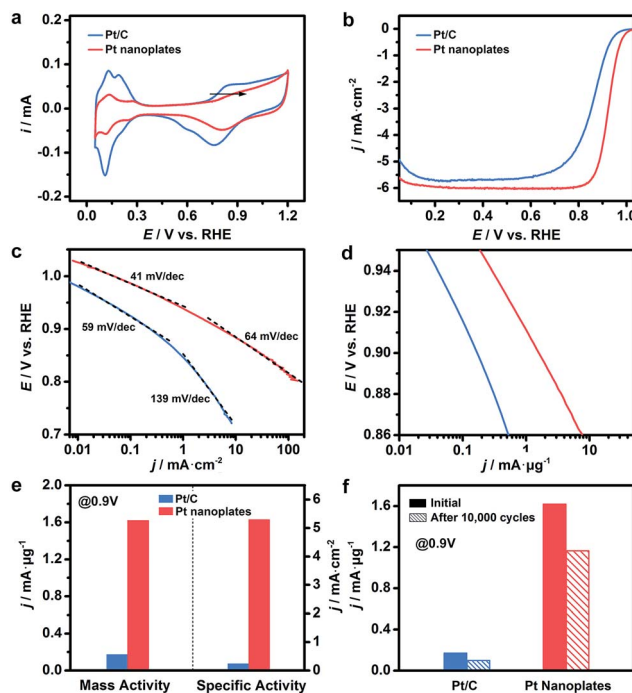 a
Pt/C
Pt nanoplates
0.2
0.1
0.0
-0.1
-0.2
i / mA
0.0 0.3 0.6 0.9 1.2
E / V vs. RHE
b
Pt/C
Pt nanoplates
0
-1
-2
-3
-4
-5
-6
j / mA·cm-2
0.2 0.4 0.6 0.8 1.0
E / V vs. RHE
c
1.0
0.9
0.8
0.7
E / V vs. RHE
41 mV/dec
59 mV/dec
64 mV/dec
139 mV/dec
0.01 0.1 1 10 100
j / mA·cm-2
d
0.94
0.92
0.90
0.88
0.86
E / V vs. RHE
0.01 0.1 1 10
j / mA·μg-1
e
@0.9V
Pt/C
Pt nanoplates
2.0
1.6
1.2
0.8
0.4
0.0
j / mA·μg-1
6
5
4
3
2
1
0
j / mA·cm-2
Mass Activity Specific Activity
f
Initial
After 10,000 cycles
@0.9V
1.6
1.2
0.8
0.4
0.0
j / mA·μg-1
Pt/C Pt Nanoplates